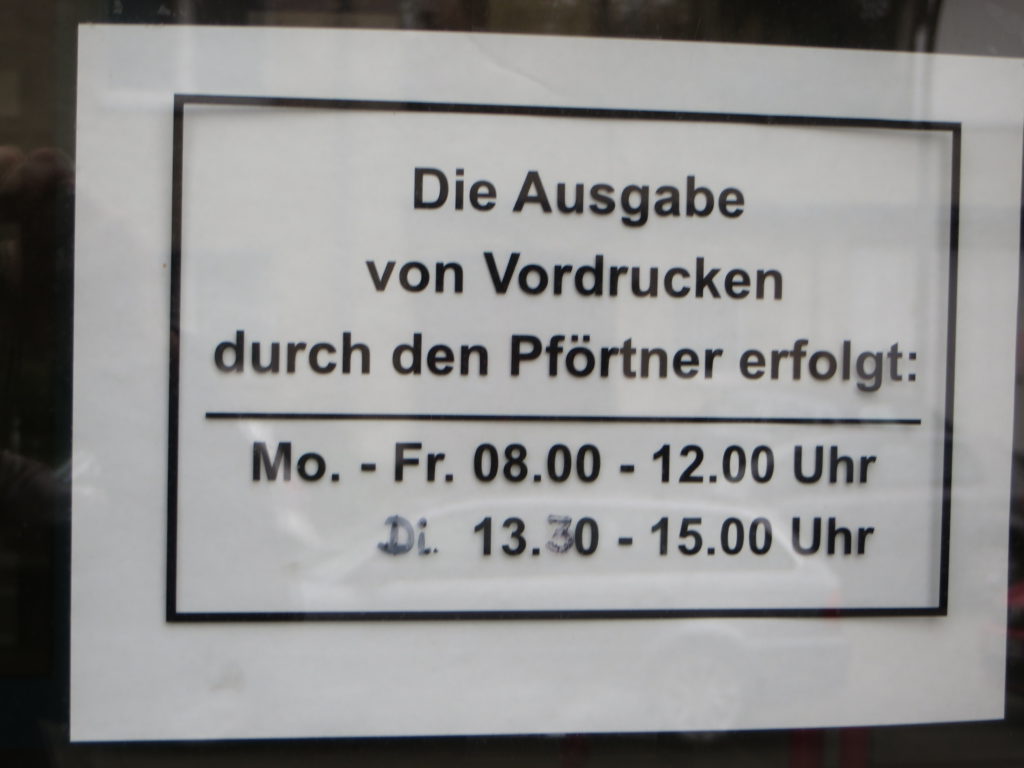 Die Ausgabe
von Vordrucken
durch den Pförtner erfolgt:
Mo. - Fr. 08.00 - 12.00 Uhr
Di. 13.30 - 15.00 Uhr